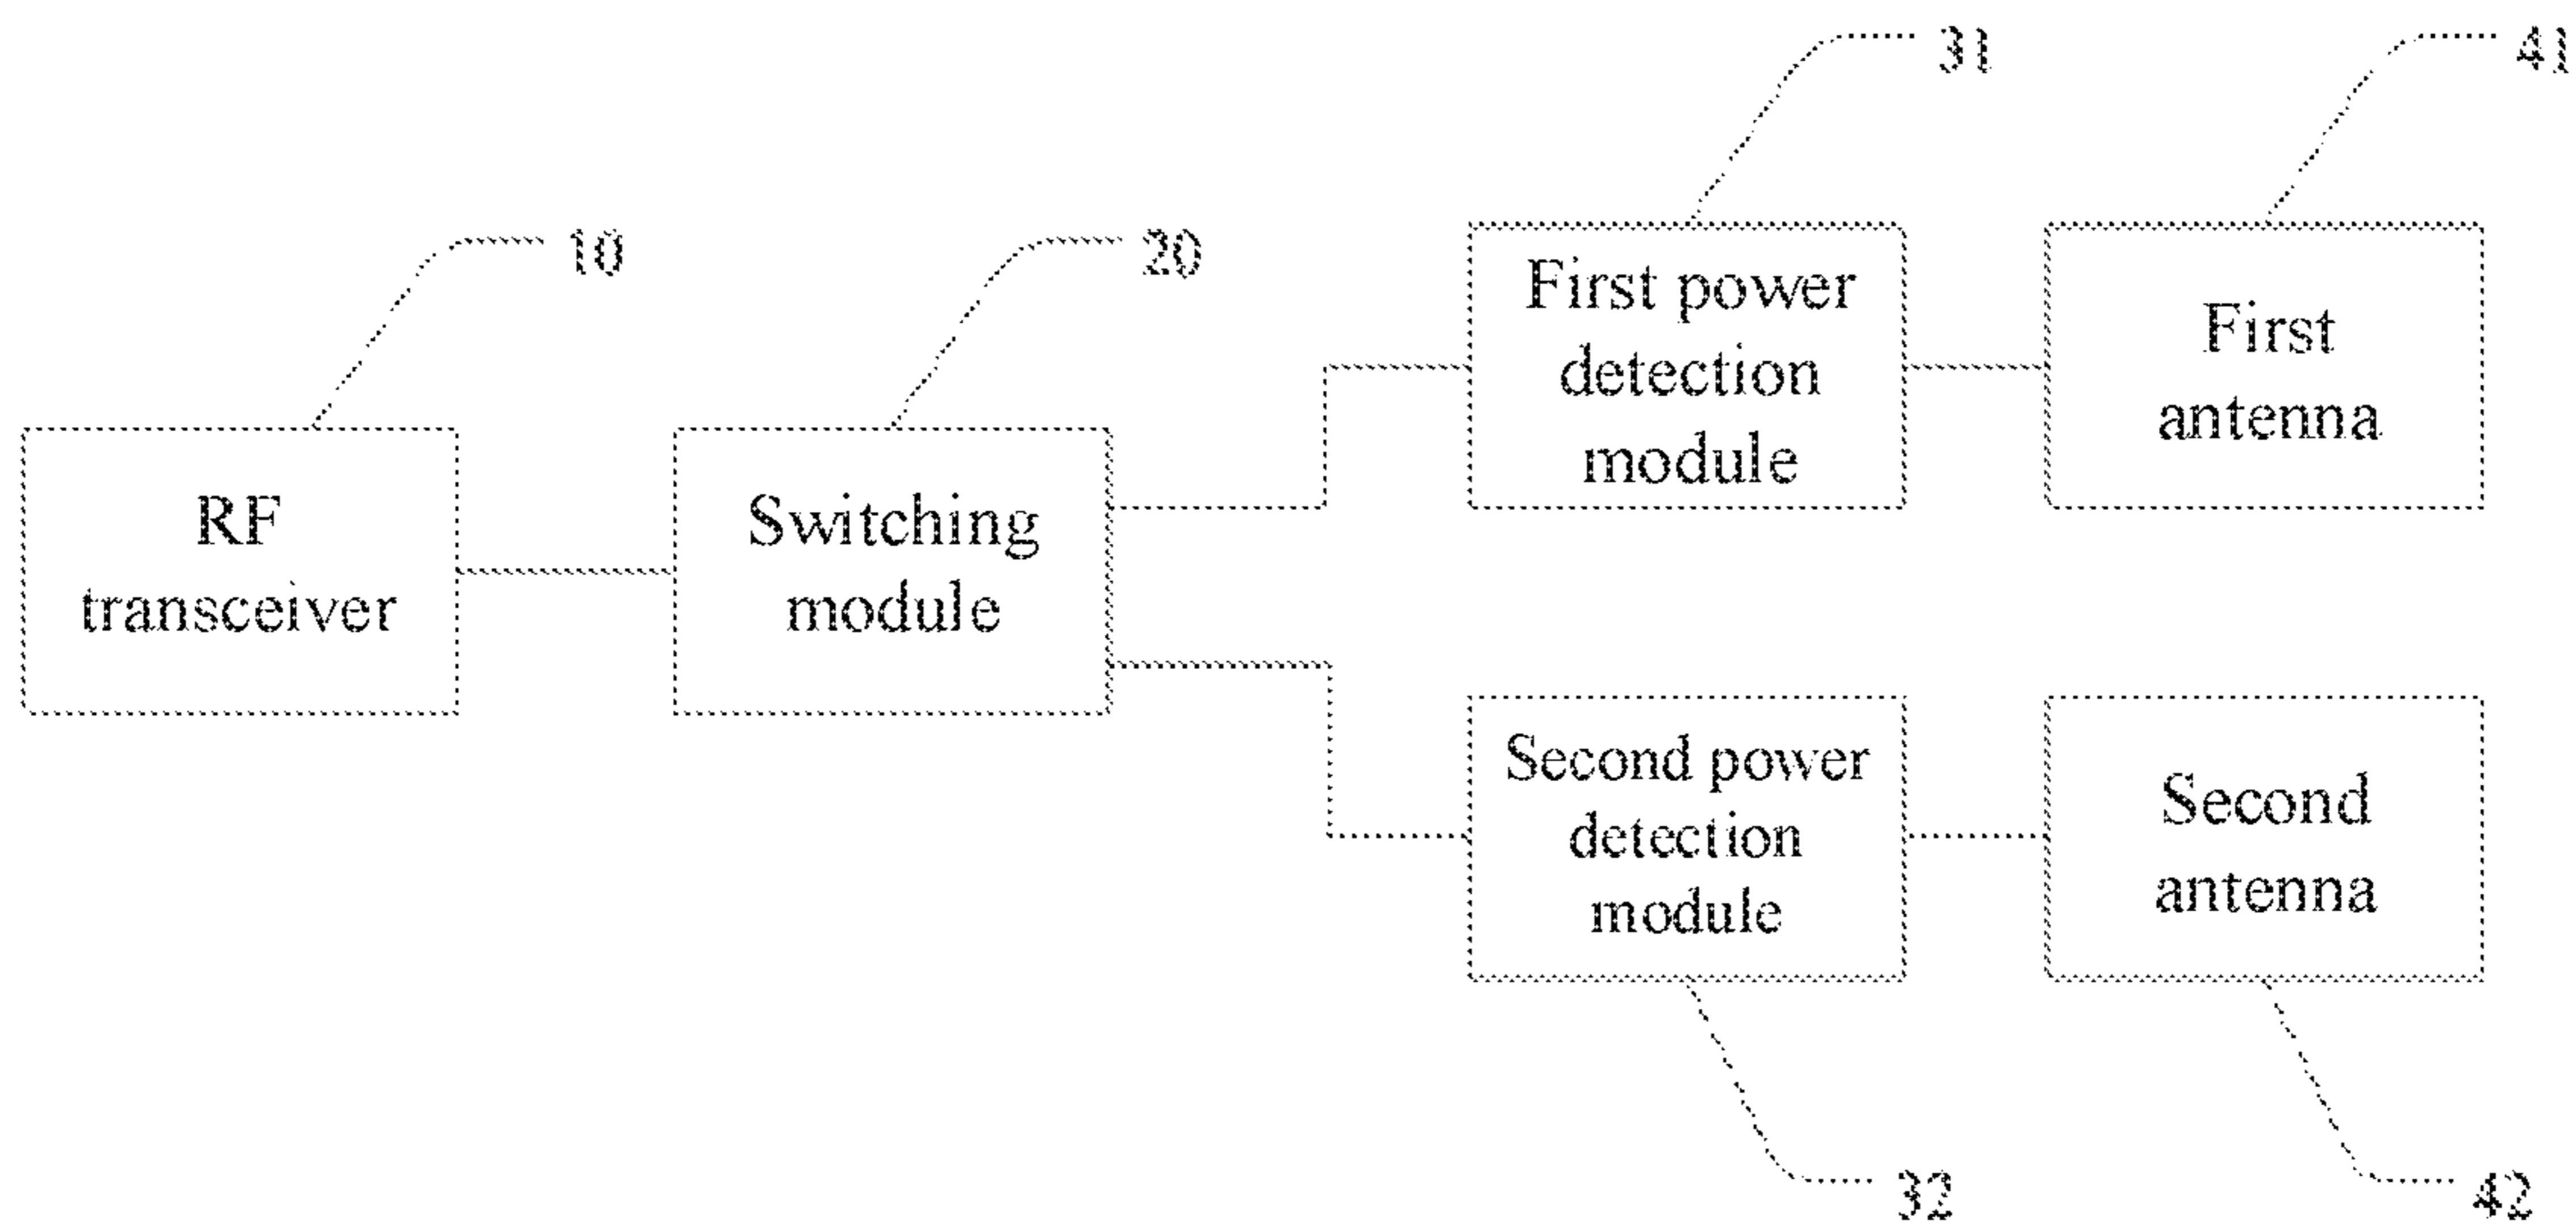 31
41
10
20
First power
detection
module
First
antenna
RF
transceiver
Switching
module
Second power
detection
module
Second
antenna
32
42